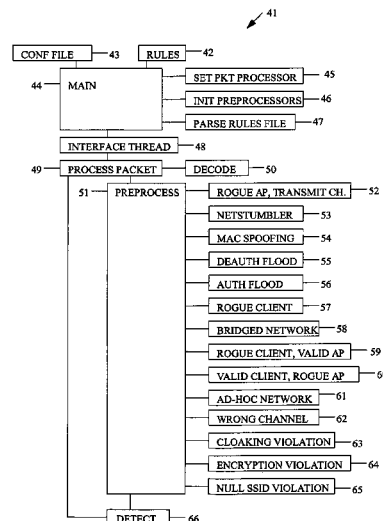 41
CONF FILE 43 RULES 42
44 MAIN SET PKT PROCESSOR 45
INIT PREPROCESSORS 46
PARSE RULES FILE 47
INTERFACE THREAD 48
49 PROCESS PACKET DECODE 50
51 PREPROCESS ROGUE AP, TRANSMIT CH. 52
NETSTUMBLER 53
MAC SPOOFING 54
DEAUTH FLOOD 55
AUTH FLOOD 56
ROGUE CLIENT 57
BRIDGED NETWORK 58
ROGUE CLIENT, VALID AP 59
VALID CLIENT, ROGUE AP
AD-HOC NETWORK 61
WRONG CHANNEL 62
CLOAKING VIOLATION 63
ENCRYPTION VIOLATION 64
NULL SSID VIOLATION 65
DETECT 66